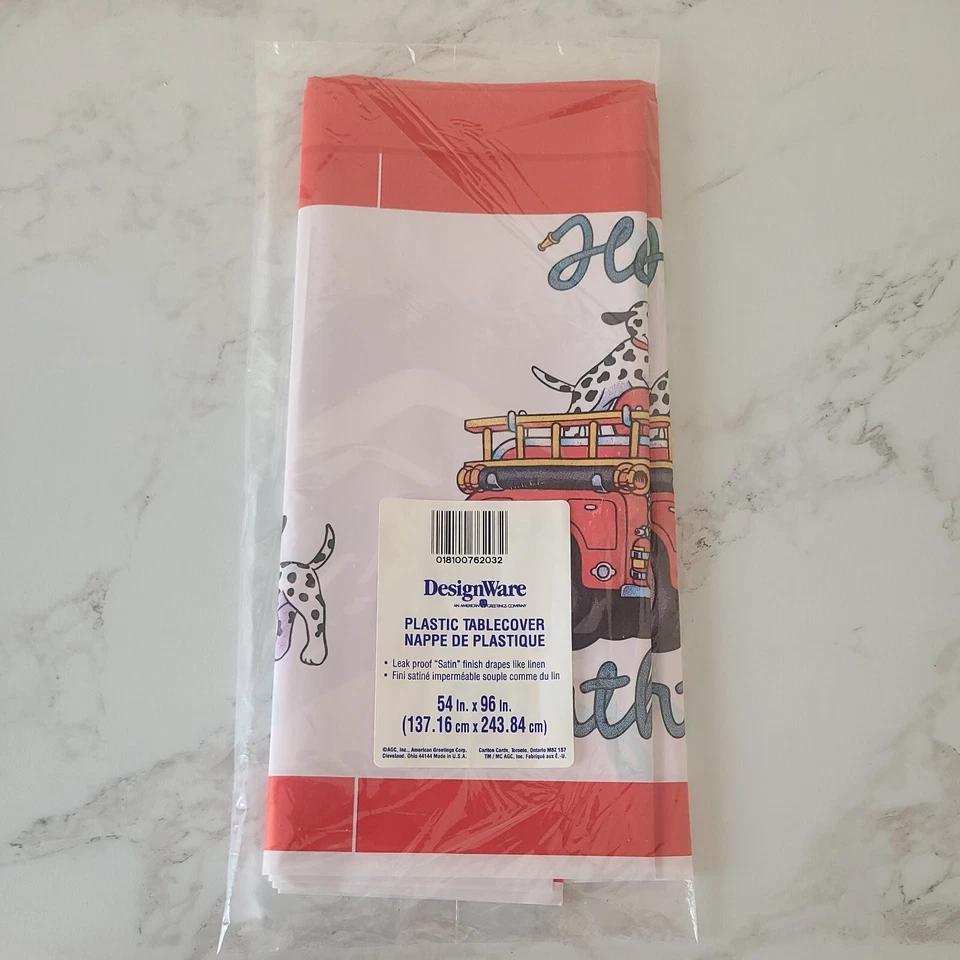 018100762032
DesignWare
AN AMERICAN GREETINGS COMPANY
PLASTIC TABLECOVER
NAPPE DE PLASTIQUE
• Leak proof "Satin" finish drapes like linen
• Fini satiné imperméable souple comme du lin
54 In. x 96 In.
(137.16 cm x 243.84 cm)
©AGC, Inc., American Greetings Corp.
Cleveland, Ohio 44144 Made in U.S.A.
Carlton Cards, Toronto, Ontario M8Z 1S7
TM / MC AGC, Inc. Fabriqué aux É.-U.